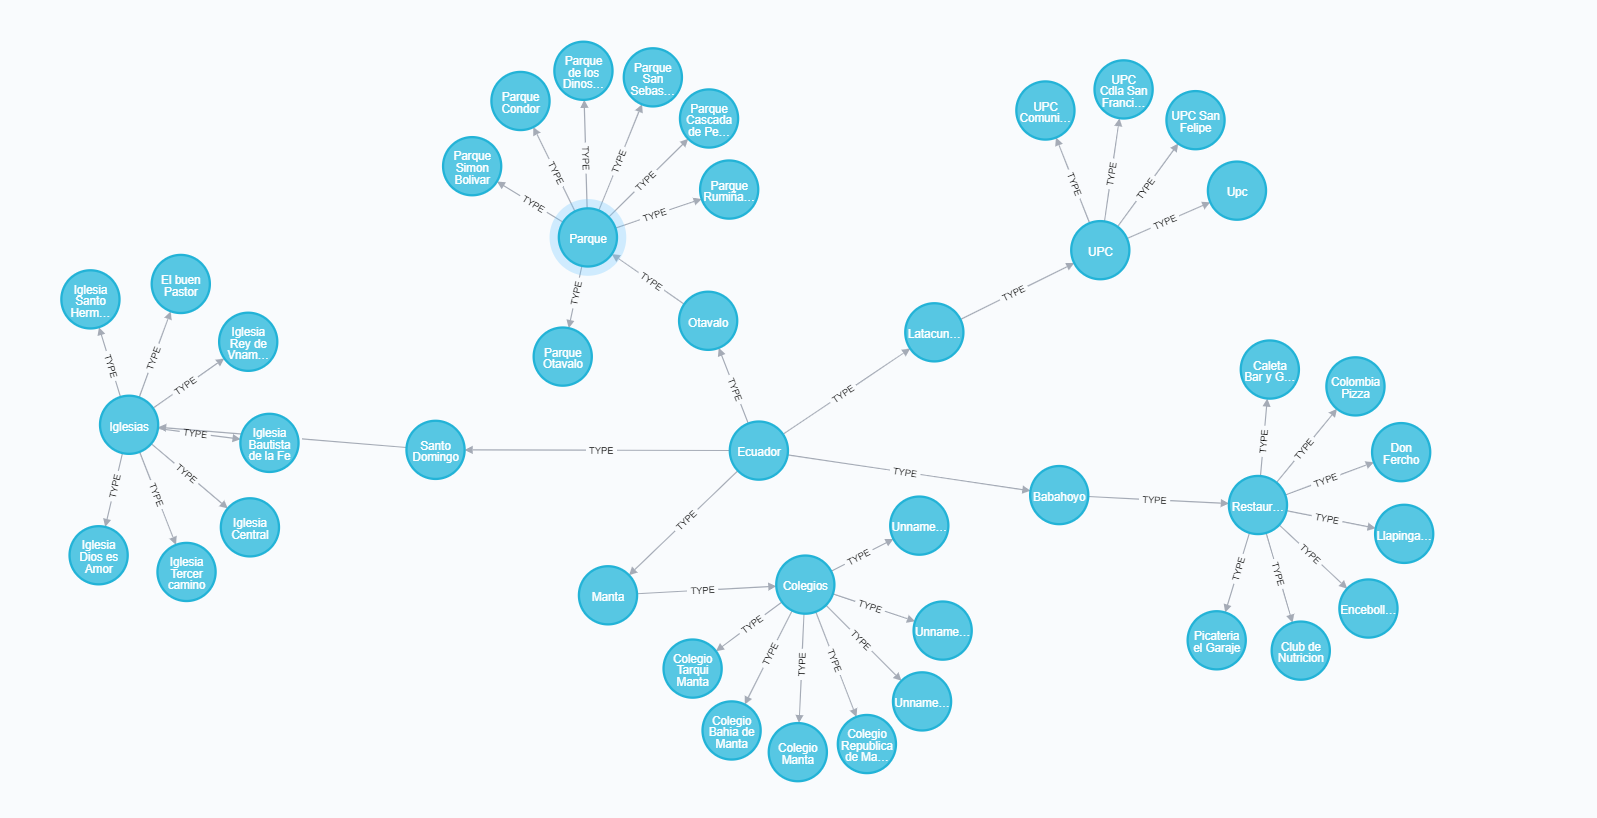 Parque
de los
Dinos...
Parque
San
Sebas...
Parque
Condor
Parque
Cascada
de Pe...
Parque
Simon
Bolivar
Parque
Rumiña...
TYPE
TYPE
TYPE
TYPE
TYPE
TYPE
Parque
TYPE
TYPE
Parque
Otavalo
Otavalo
TYPE
UPC
Comuni...
UPC
Cdla San
Franci...
UPC San
Felipe
Upc
TYPE
TYPE
TYPE
TYPE
UPC
TYPE
Latacun...
TYPE
Iglesia
Santo
Herm...
El buen
Pastor
Iglesia
Rey de
Vnam...
TYPE
TYPE
TYPE
Iglesias
TYPE
Iglesia
Bautista
de la Fe
TYPE
TYPE
TYPE
Iglesia
Dios es
Amor
Iglesia
Tercer
camino
Iglesia
Central
Santo
Domingo
TYPE
Ecuador
TYPE
Babahoyo
TYPE
Caleta
Bar y G...
Colombia
Pizza
Don
Fercho
TYPE
TYPE
TYPE
Restaur...
TYPE
Llapinga...
TYPE
TYPE
TYPE
Enceboll...
Picateria
el Garaje
Club de
Nutricion
TYPE
Manta
TYPE
Colegios
TYPE
Unname...
TYPE
Unname...
TYPE
Unname...
TYPE
TYPE
TYPE
TYPE
Colegio
Tarqui
Manta
Colegio
Bahia de
Manta
Colegio
Manta
Colegio
Republica
de Ma...